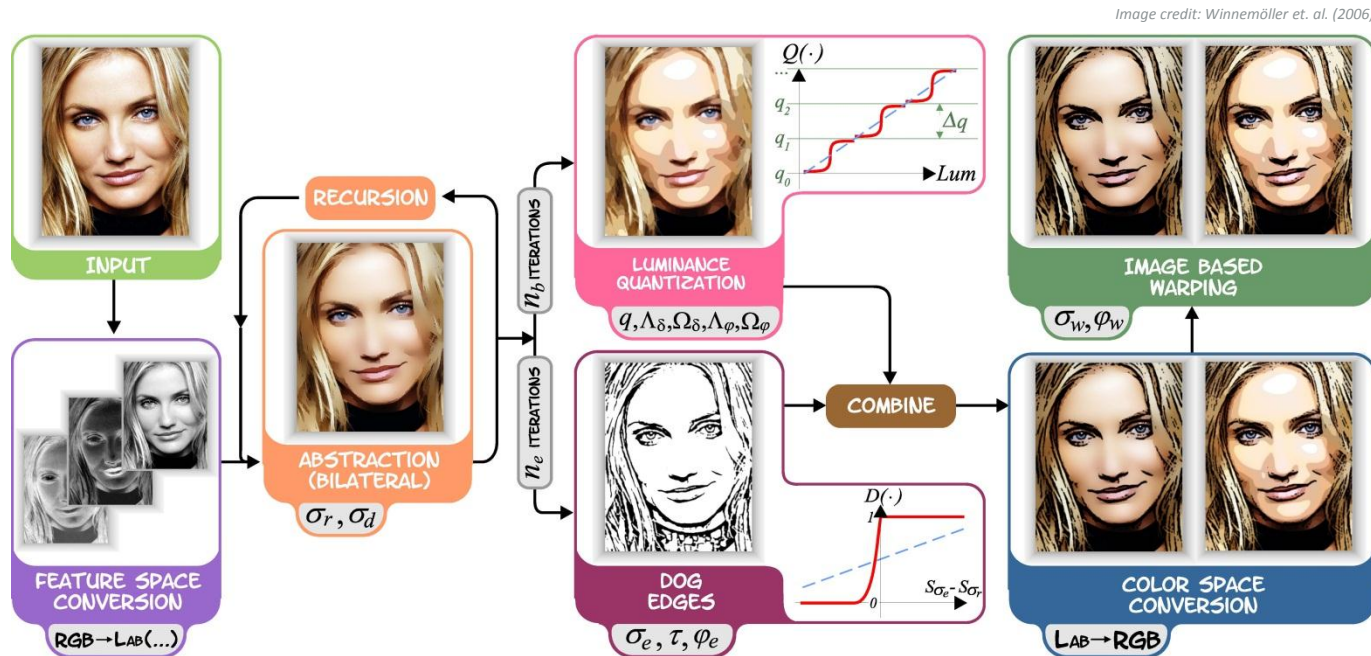 Image credit: Winnemöller et. al. (2006)
INPUT
FEATURE SPACE
CONVERSION
RGB→LAB(...)
RECURSION
ABSTRACTION
(BILATERAL)
σr, σd
nb ITERATIONS
ne ITERATIONS
LUMINANCE
QUANTIZATION
q,Λδ,Ωδ,Λφ,Ωφ
Q(·)
...
q2
Δq
q1
q0
Lum
DOG
EDGES
σe, τ, φe
D(·)
1
0
Sσe-Sσr
COMBINE
IMAGE BASED
WARPING
σw,φw
COLOR SPACE
CONVERSION
LAB→RGB